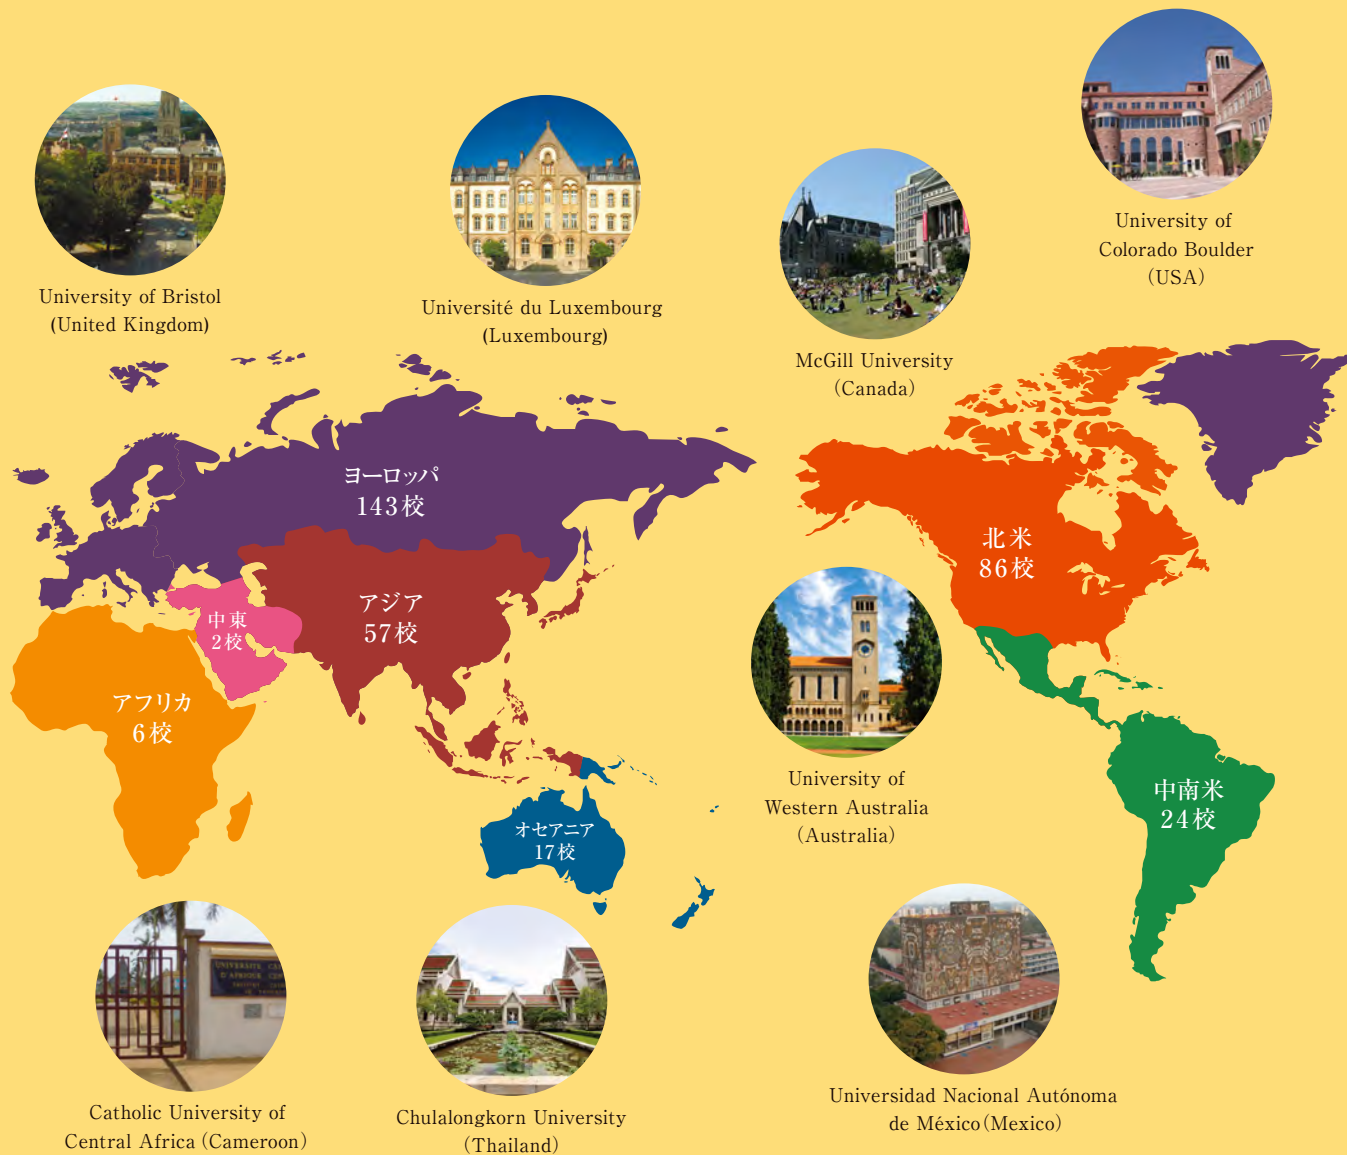 University of Bristol
(United Kingdom)
Université du Luxembourg
(Luxembourg)
McGill University
(Canada)
University of
Colorado Boulder
(USA)
ヨーロッパ
143校
北米
86校
アジア
57校
中東
2校
アフリカ
6校
オセアニア
17校
中南米
24校
University of
Western Australia
(Australia)
Catholic University of
Central Africa (Cameroon)
Chulalongkorn University
(Thailand)
Universidad Nacional Autónoma
de México(Mexico)